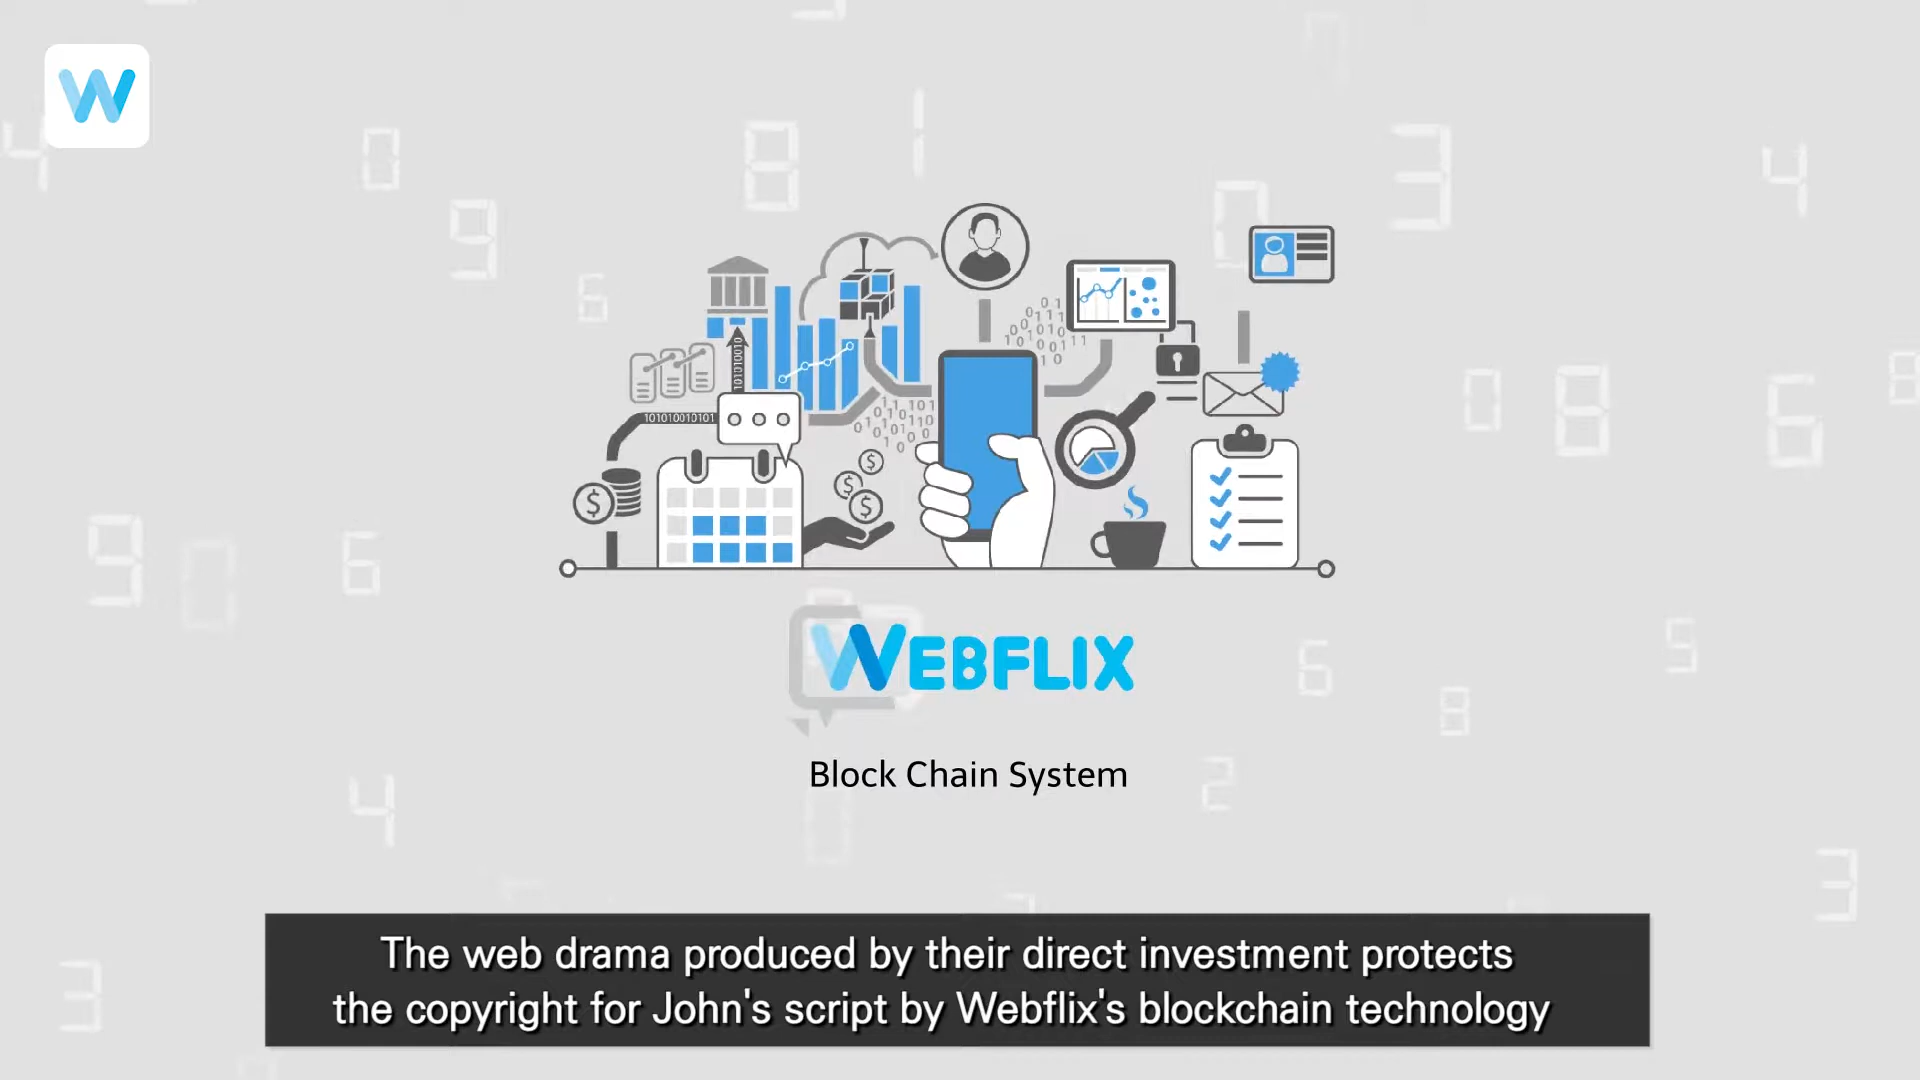 W
101010010101
WEBFLIX
Block Chain System
The web drama produced by their direct investment protects
the copyright for John's script by Webflix's blockchain technology